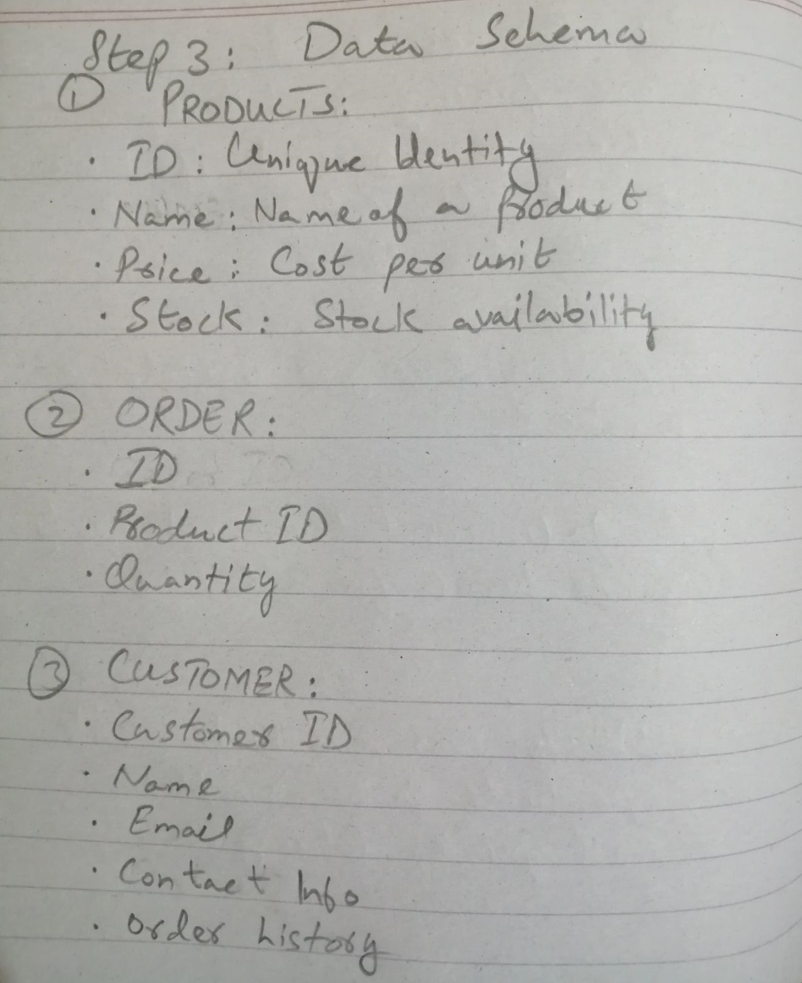 Step 3: Data Schema
① PRODUCTS:
· ID: Unique Identity
· Name: Name of a product
· Price: Cost per unit
· Stock: Stock availability
② ORDER:
· ID
· Product ID
· Quantity
③ CUSTOMER:
· Customer ID
· Name
· Email
· Contact Info
· Order history